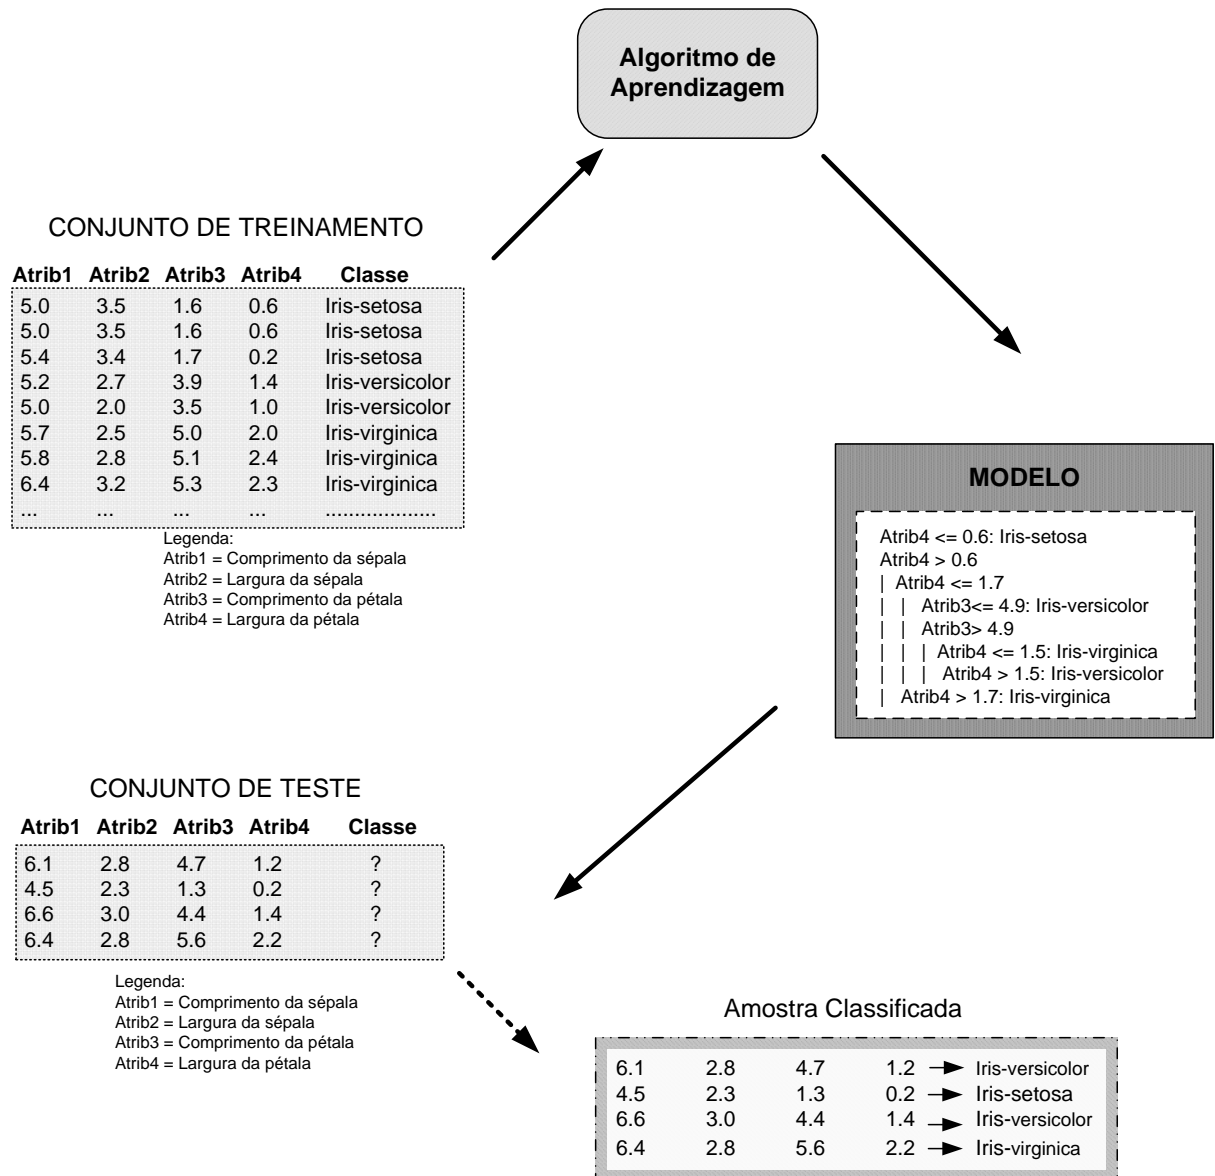 Algoritmo de
Aprendizagem
CONJUNTO DE TREINAMENTO
Atrib1 Atrib2 Atrib3 Atrib4 Classe
5.0 3.5 1.6 0.6 Iris-setosa
5.0 3.5 1.6 0.6 Iris-setosa
5.4 3.4 1.7 0.2 Iris-setosa
5.2 2.7 3.9 1.4 Iris-versicolor
5.0 2.0 3.5 1.0 Iris-versicolor
5.7 2.5 5.0 2.0 Iris-virginica
5.8 2.8 5.1 2.4 Iris-virginica
6.4 3.2 5.3 2.3 Iris-virginica
... ... ... ... ...................
Legenda:
Atrib1 = Comprimento da sépala
Atrib2 = Largura da sépala
Atrib3 = Comprimento da pétala
Atrib4 = Largura da pétala
MODELO
Atrib4 <= 0.6: Iris-setosa
Atrib4 > 0.6
| Atrib4 <= 1.7
| | Atrib3<= 4.9: Iris-versicolor
| | Atrib3> 4.9
| | | Atrib4 <= 1.5: Iris-virginica
| | | Atrib4 > 1.5: Iris-versicolor
| Atrib4 > 1.7: Iris-virginica
CONJUNTO DE TESTE
Atrib1 Atrib2 Atrib3 Atrib4 Classe
6.1 2.8 4.7 1.2 ?
4.5 2.3 1.3 0.2 ?
6.6 3.0 4.4 1.4 ?
6.4 2.8 5.6 2.2 ?
Legenda:
Atrib1 = Comprimento da sépala
Atrib2 = Largura da sépala
Atrib3 = Comprimento da pétala
Atrib4 = Largura da pétala
Amostra Classificada
6.1 2.8 4.7 1.2 Iris-versicolor
4.5 2.3 1.3 0.2 Iris-setosa
6.6 3.0 4.4 1.4 Iris-versicolor
6.4 2.8 5.6 2.2 Iris-virginica